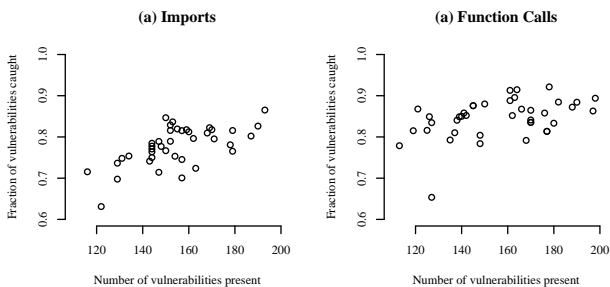 (a) Imports
(a) Function Calls
Fraction of vulnerabilities caught
1.0
0.9
0.8
0.7
0.6
120 140 160 180 200
Number of vulnerabilities present
Fraction of vulnerabilities caught
1.0
0.9
0.8
0.7
0.6
120 140 160 180 200
Number of vulnerabilities present